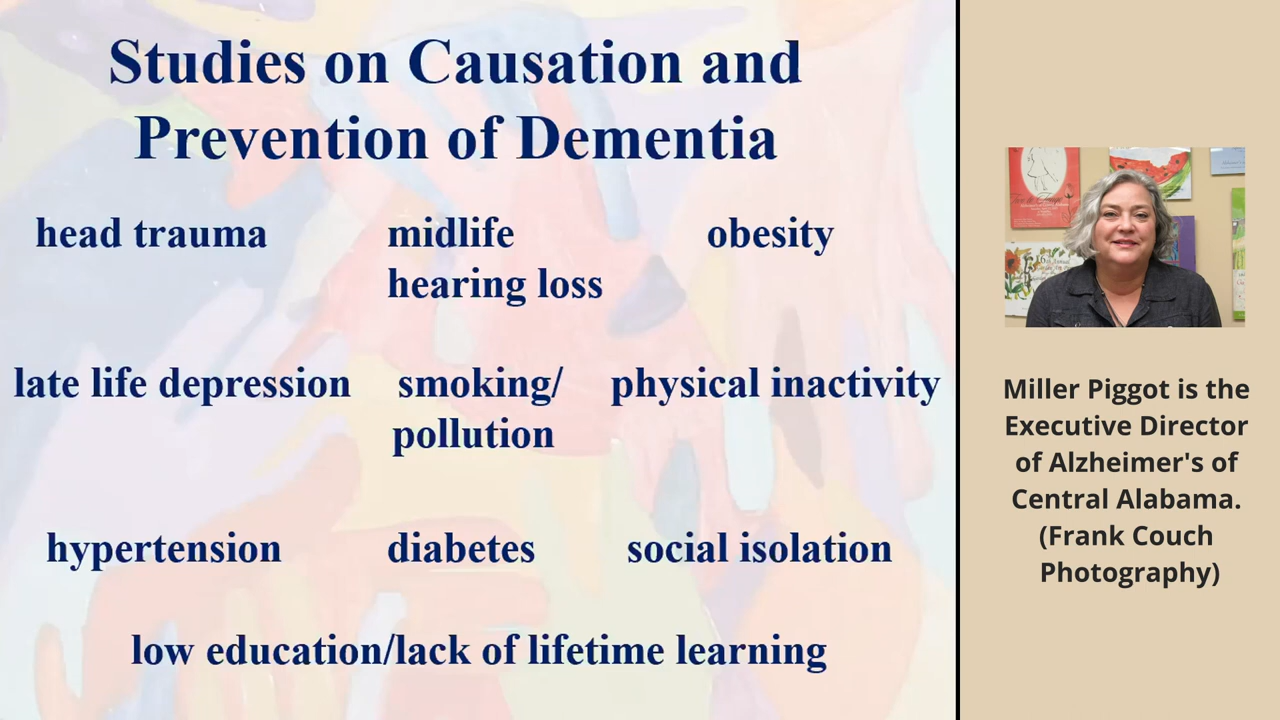 Studies on Causation and
Prevention of Dementia
head trauma
midlife
hearing loss
obesity
late life depression
smoking/
pollution
physical inactivity
hypertension
diabetes
social isolation
low education/lack of lifetime learning
Miller Piggot is the
Executive Director
of Alzheimer's of
Central Alabama.
(Frank Couch
Photography)